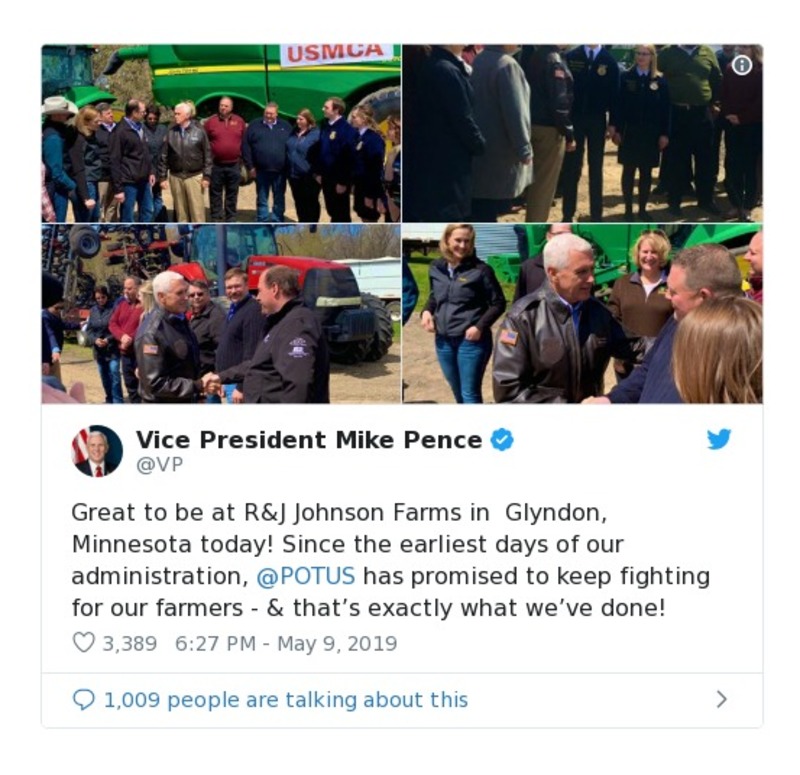 USMCA
Vice President Mike Pence
@VP
Great to be at R&J Johnson Farms in  Glyndon,
Minnesota today! Since the earliest days of our
administration, @POTUS has promised to keep fighting
for our farmers - & that’s exactly what we’ve done!
3,389 6:27 PM - May 9, 2019
1,009 people are talking about this